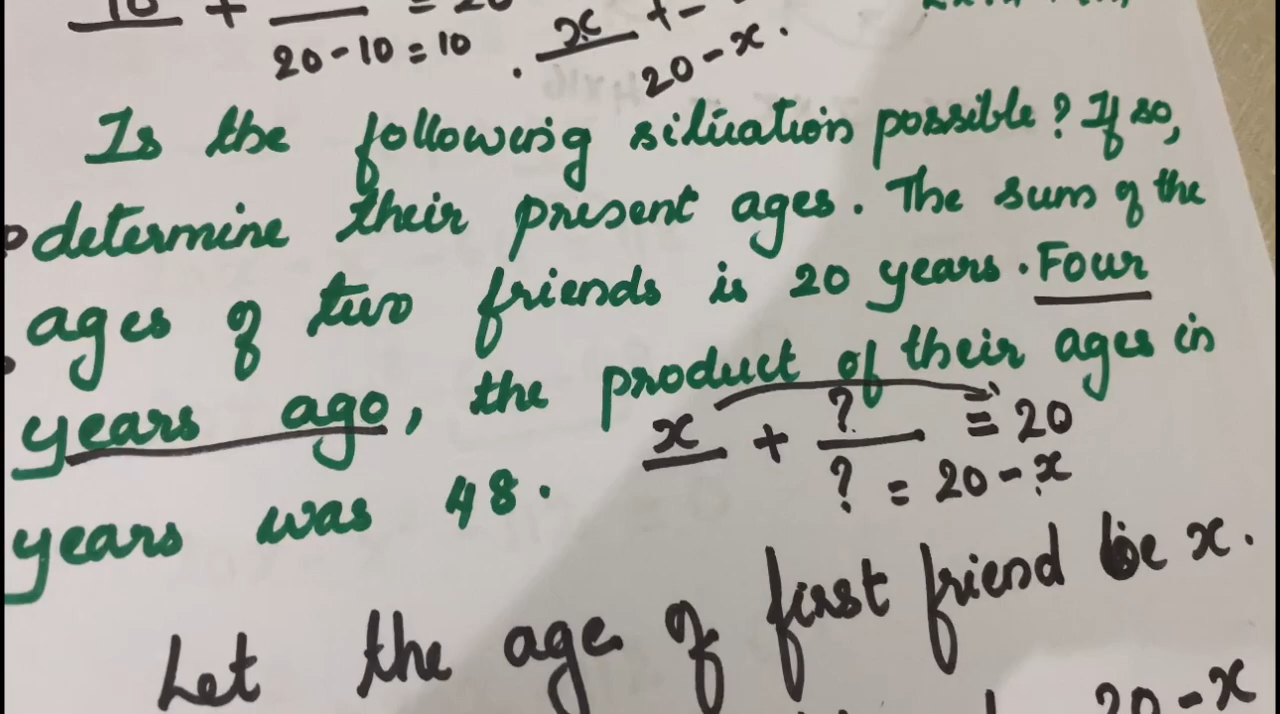 10 + = 20
20-10=10 . x +
20-x.
Is the following situation possible? If so,
determine their present ages. The sum of the
ages of two friends is 20 years. Four
years ago, the product of their ages in
years was 48.
x + ? = 20
? = 20-x
Let the age of first friend be x.
20-x